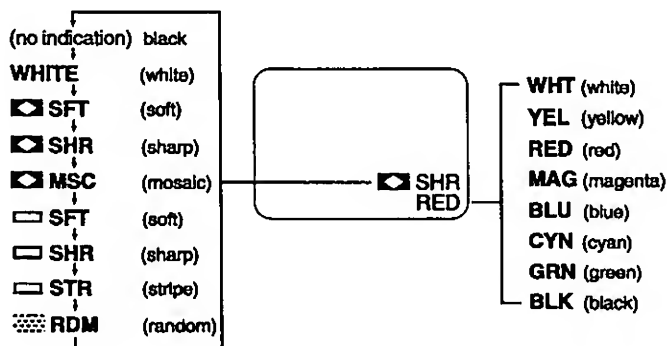 (no indication) black
WHITE (white)
SFT (soft)
SHR (sharp)
MSC (mosaic)
SFT (soft)
SHR (sharp)
STR (stripe)
RDM (random)
SHR
RED
WHT (white)
YEL (yellow)
RED (red)
MAG (magenta)
BLU (blue)
CYN (cyan)
GRN (green)
BLK (black)